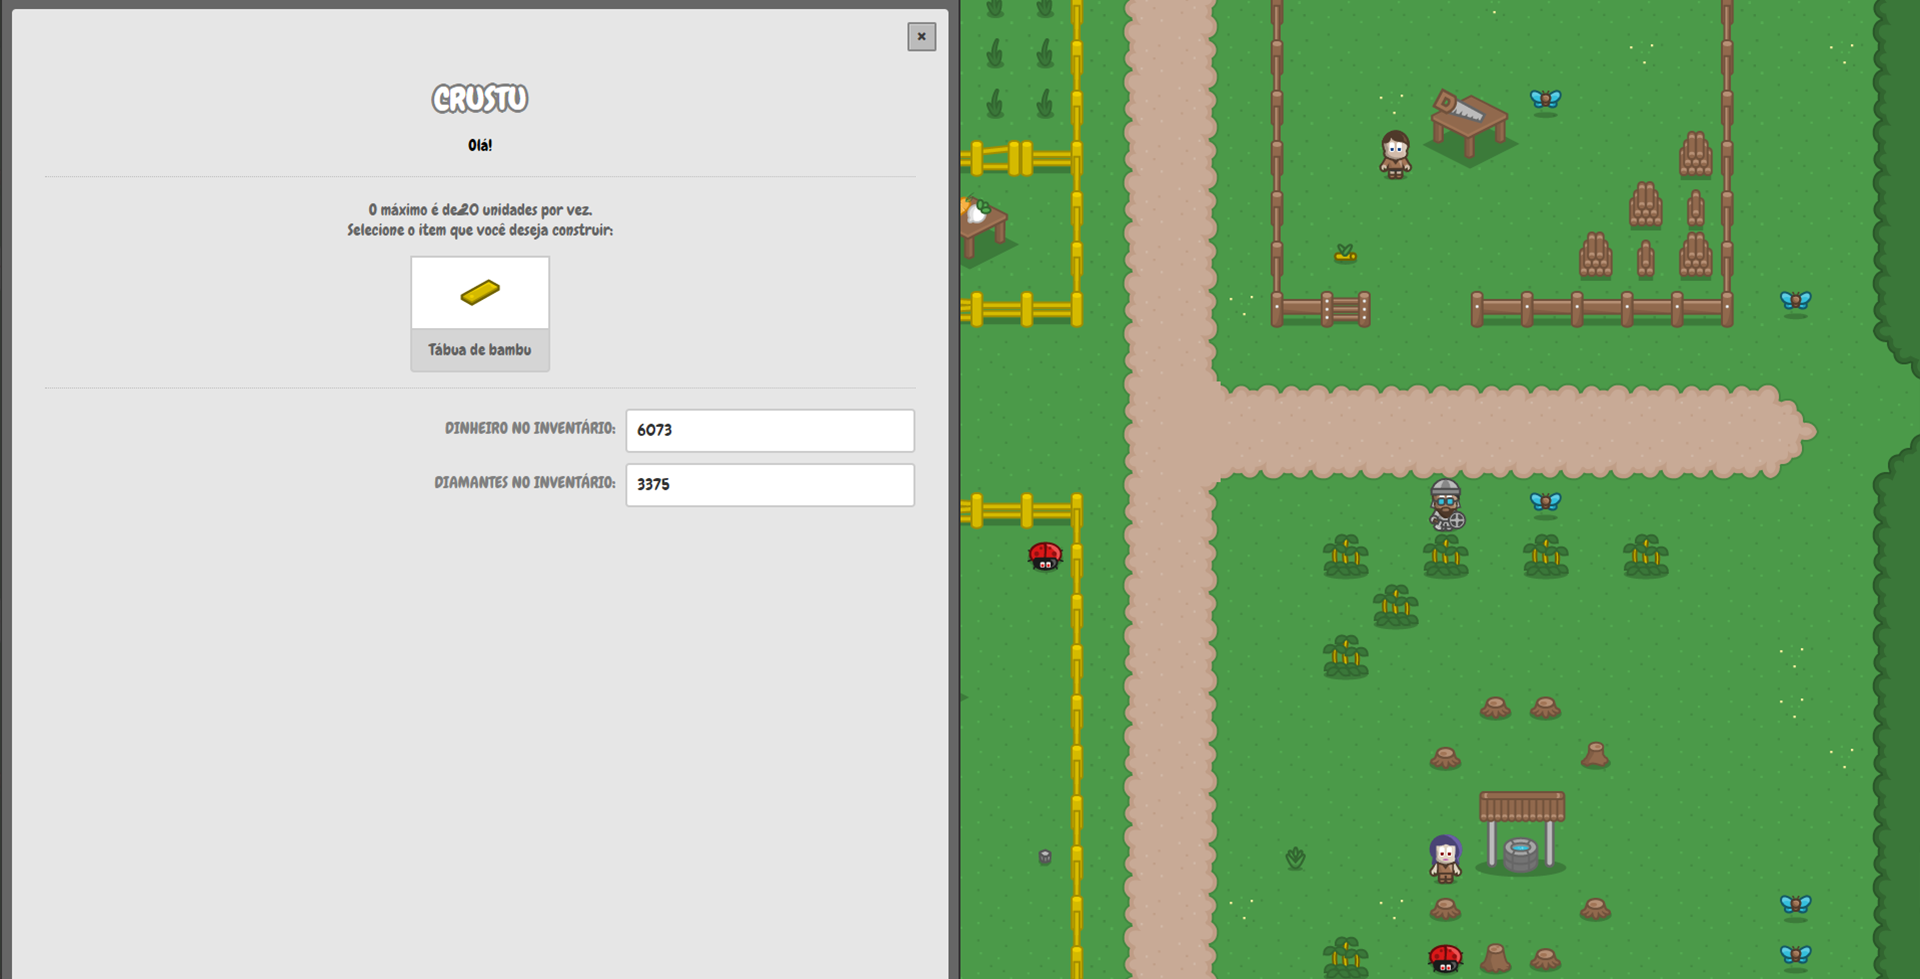 ×
CRUSTU
Olá!
O máximo é de 20 unidades por vez.
Selecione o item que você deseja construir:
Tábua de bambu
DINHEIRO NO INVENTÁRIO: 6073
DIAMANTES NO INVENTÁRIO: 3375